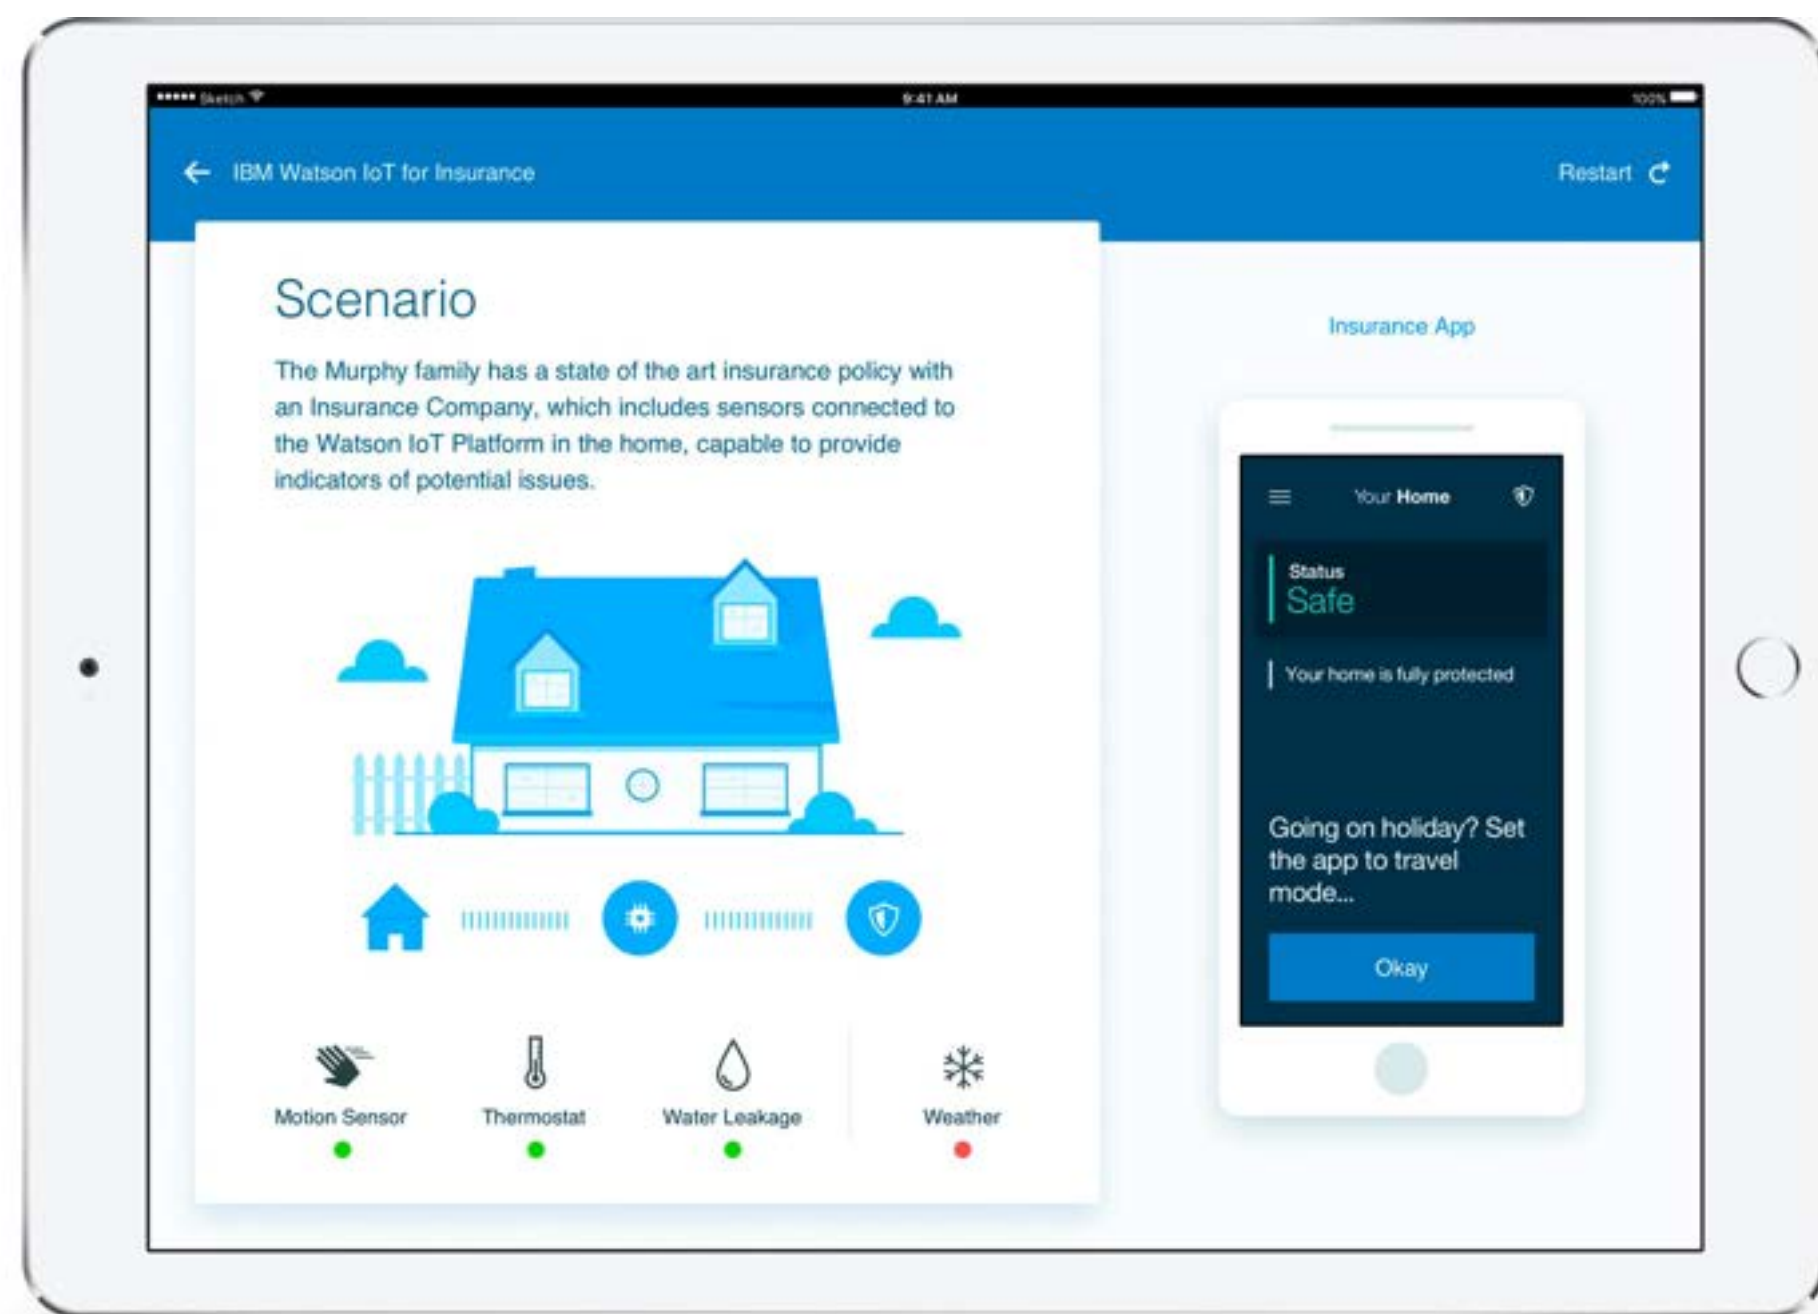 Sketch
9:41 AM
100%
IBM Watson IoT for Insurance
Restart
Scenario
The Murphy family has a state of the art insurance policy with
an Insurance Company, which includes sensors connected to
the Watson IoT Platform in the home, capable to provide
indicators of potential issues.
Motion Sensor
Thermostat
Water Leakage
Weather
Insurance App
Your Home
Status
Safe
Your home is fully protected
Going on holiday? Set
the app to travel
mode...
Okay